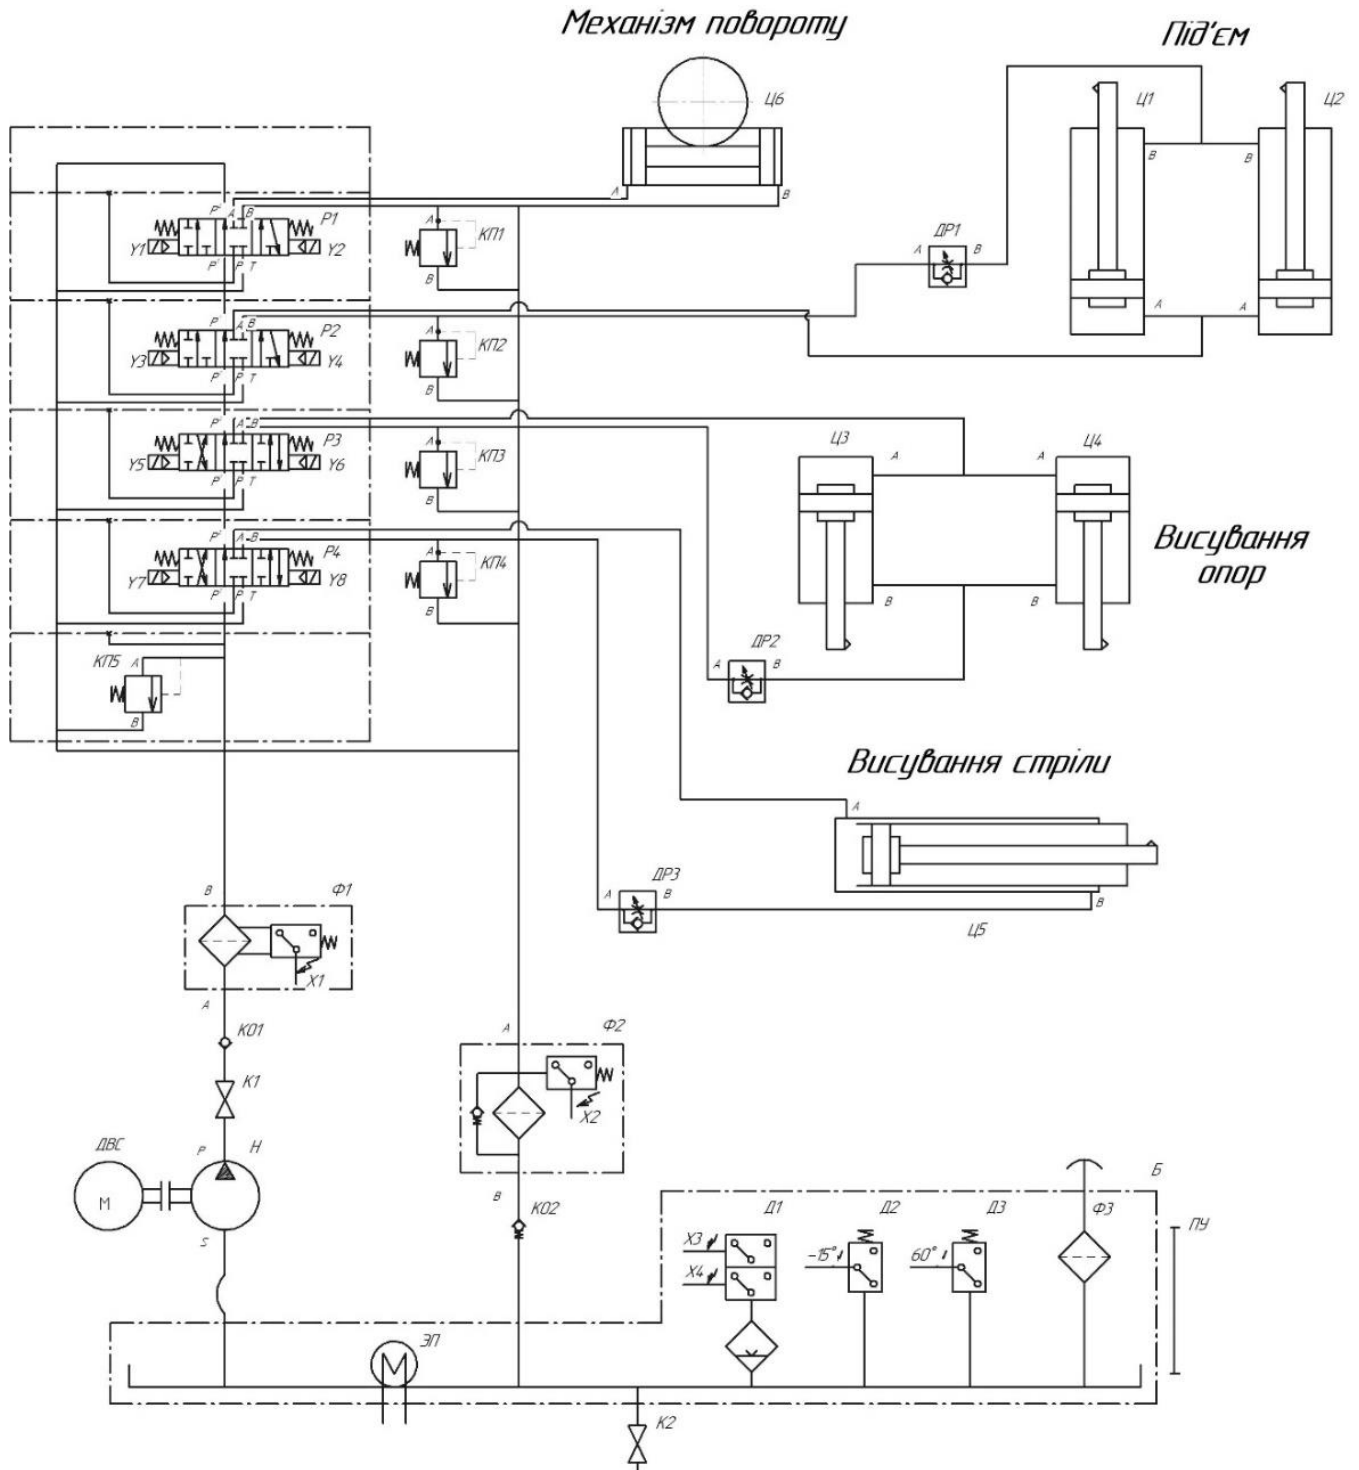 Механізм повороту
Під'єм
Ц6
Ц1
Ц2
A
B
B
B
A
A
P'
A
B
P1
Y1
Y2
P'
P
T
A
КП1
B
ДР1
A
B
P'
A
B
P2
Y3
Y4
P'
P
T
A
КП2
B
P'
A
B
P3
Y5
Y6
P'
P
T
A
КП3
B
Ц3
Ц4
A
A
B
B
Висування
опор
P'
A
B
P4
Y7
Y8
P'
P
T
A
КП4
B
КП5
A
B
ДР2
A
B
Висування стріли
A
B
Ц5
ДР3
A
B
B
Ф1
X1
A
КО1
К1
ДВС
M
P
Н
S
A
Ф2
X2
B
КО2
Б
Д1
Д2
Д3
Ф3
ПУ
X3
X4
-15°
60°
ЭП
К2